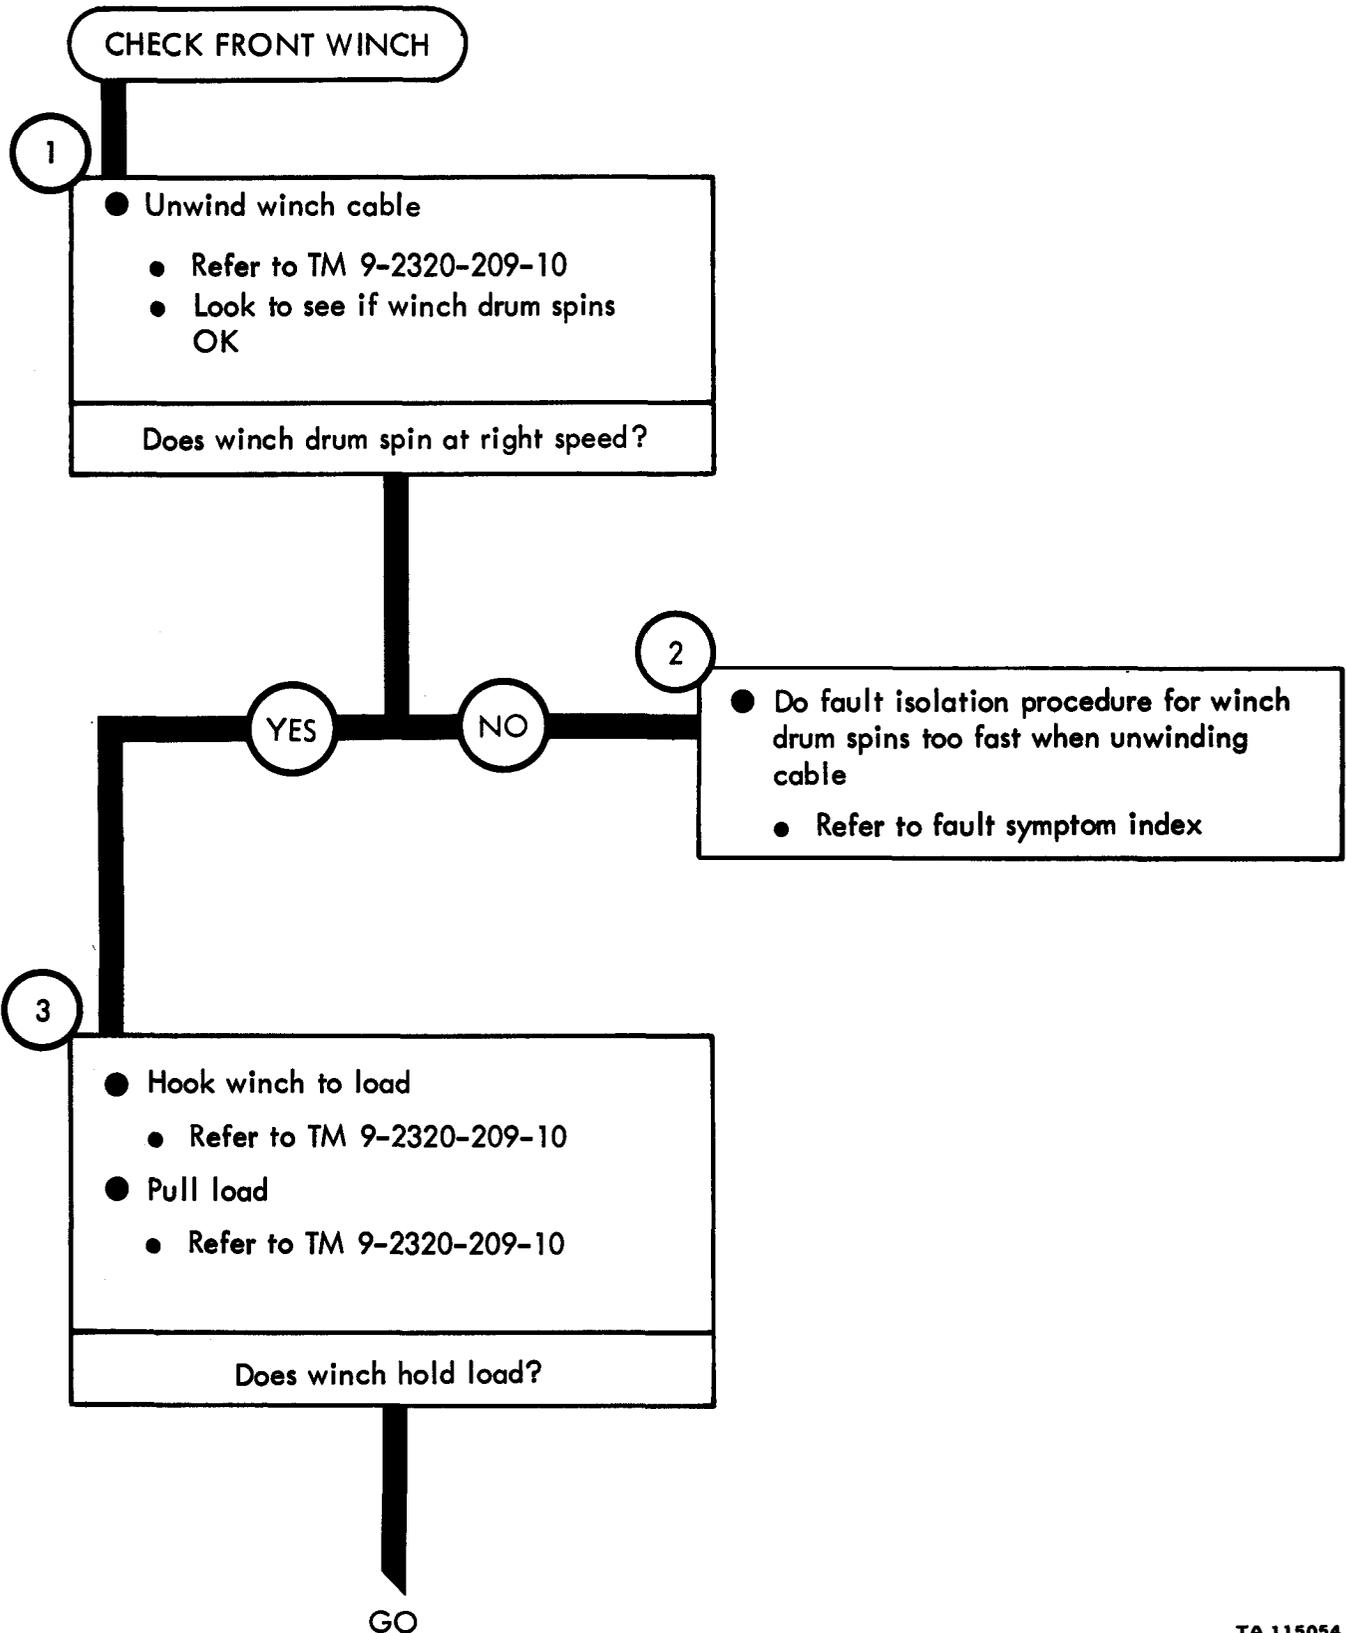 CHECK FRONT WINCH
1
● Unwind winch cable
● Refer to TM 9-2320-209-10
● Look to see if winch drum spins
OK
Does winch drum spin at right speed?
YES
NO
2
● Do fault isolation procedure for winch
drum spins too fast when unwinding
cable
● Refer to fault symptom index
3
● Hook winch to load
● Refer to TM 9-2320-209-10
● Pull load
● Refer to TM 9-2320-209-10
Does winch hold load?
GO
TA 115054